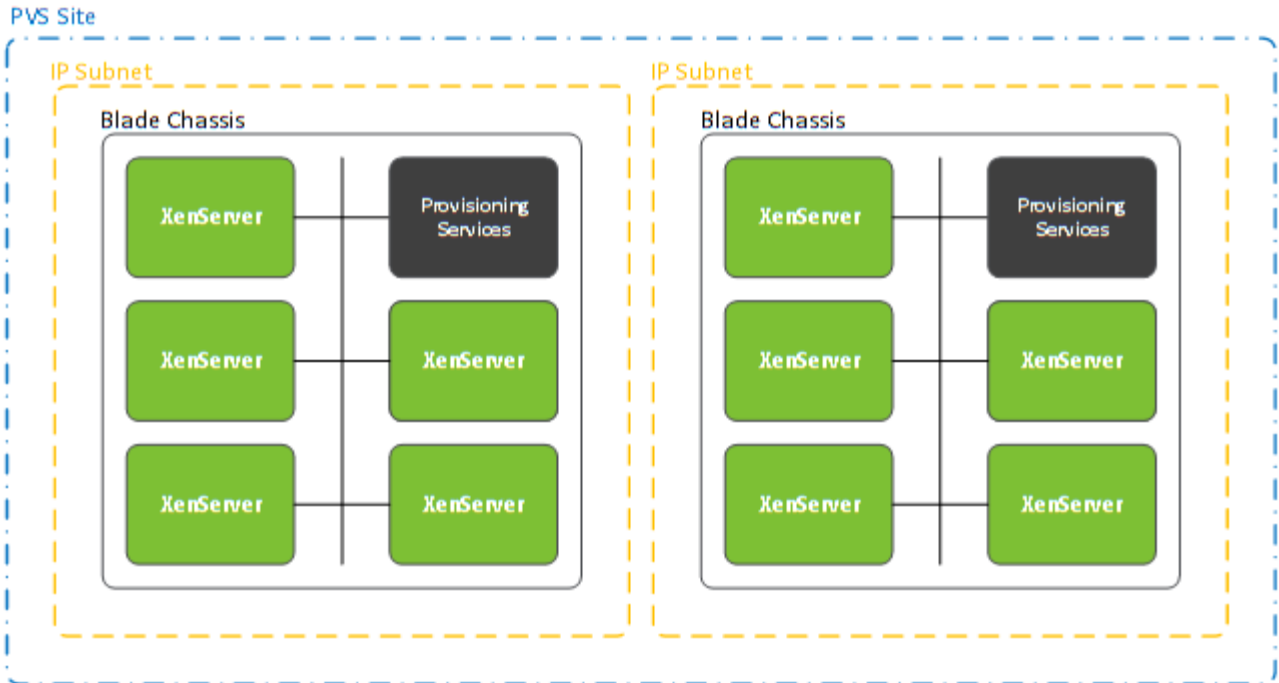 PVS Site
IP Subnet
IP Subnet
Blade Chassis
Blade Chassis
XenServer
Provisioning
Services
XenServer
Provisioning
Services
XenServer
XenServer
XenServer
XenServer
XenServer
XenServer
XenServer
XenServer